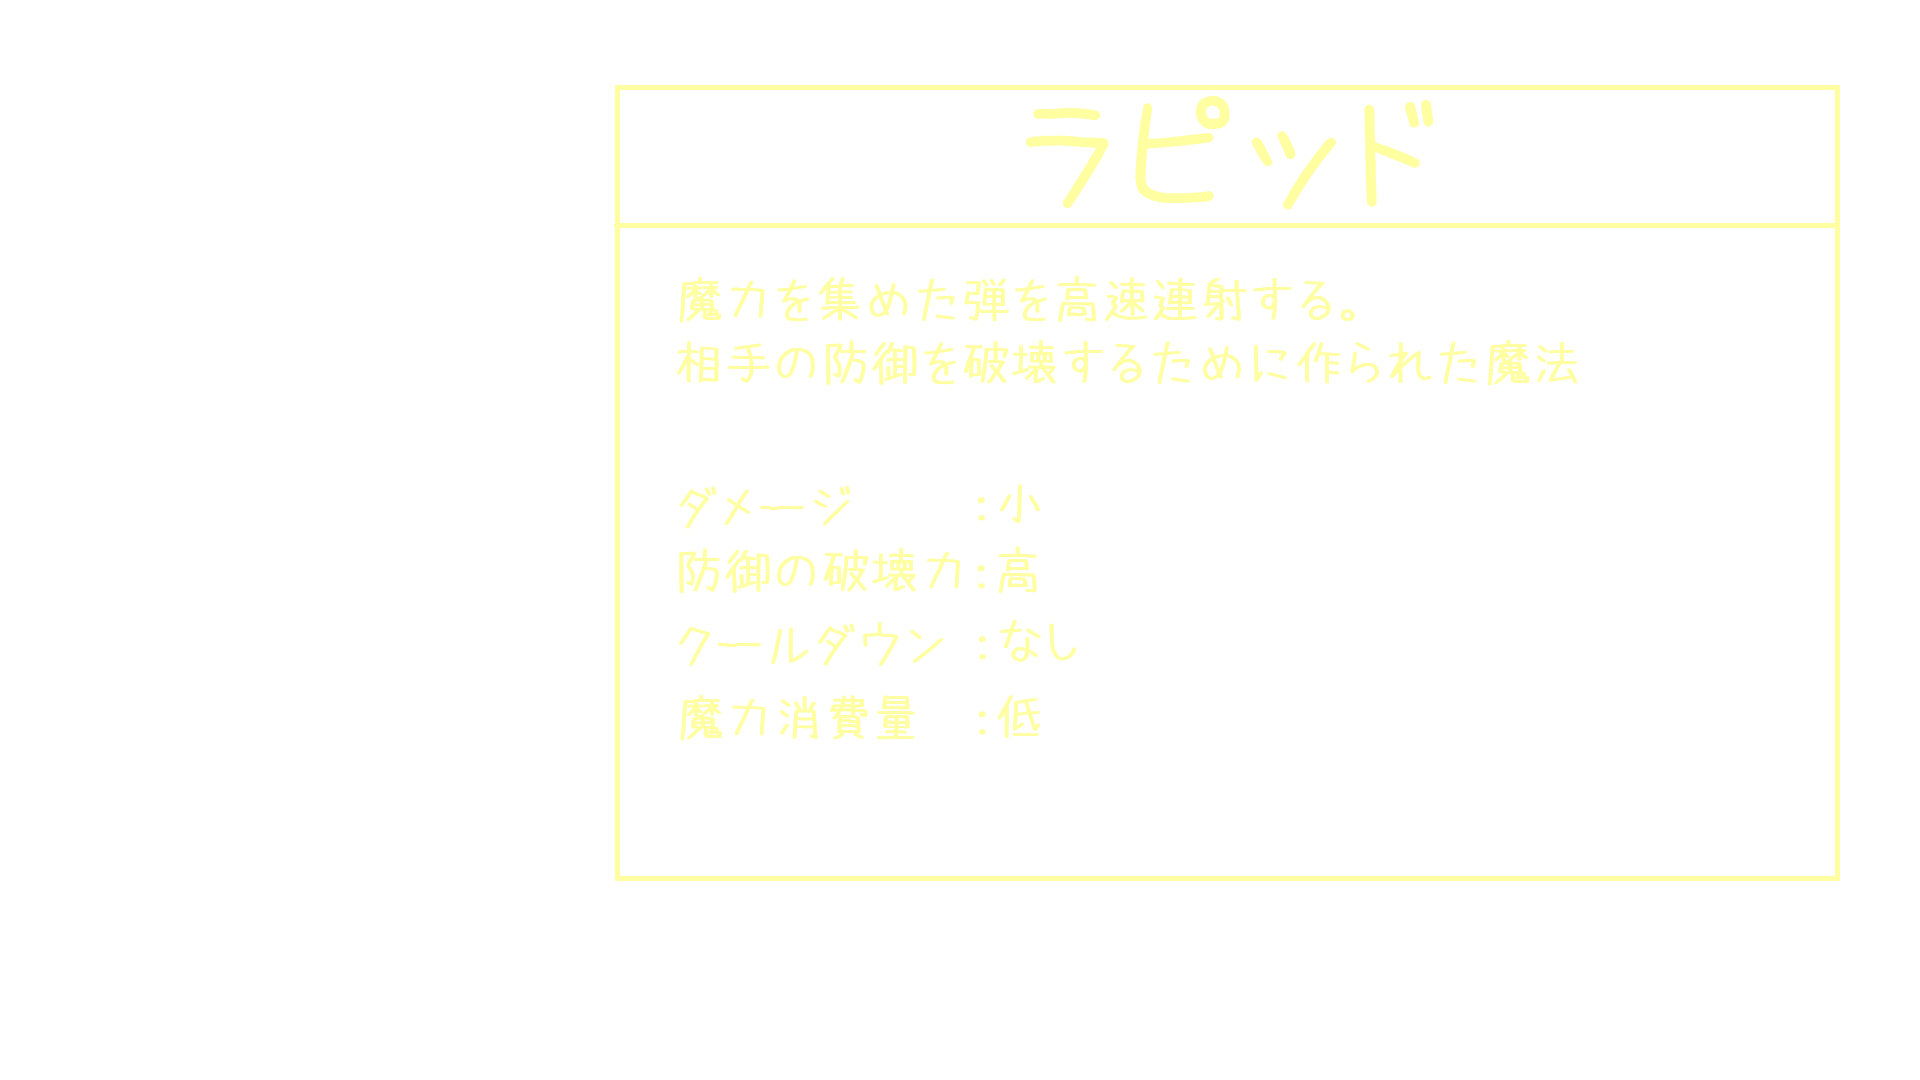 ラピッド
魔力を集めた弾を高速連射する。
相手の防御を破壊するために作られた魔法
ダメージ　　:小
防御の破壊力:高
クールダウン :なし
魔力消費量　:低